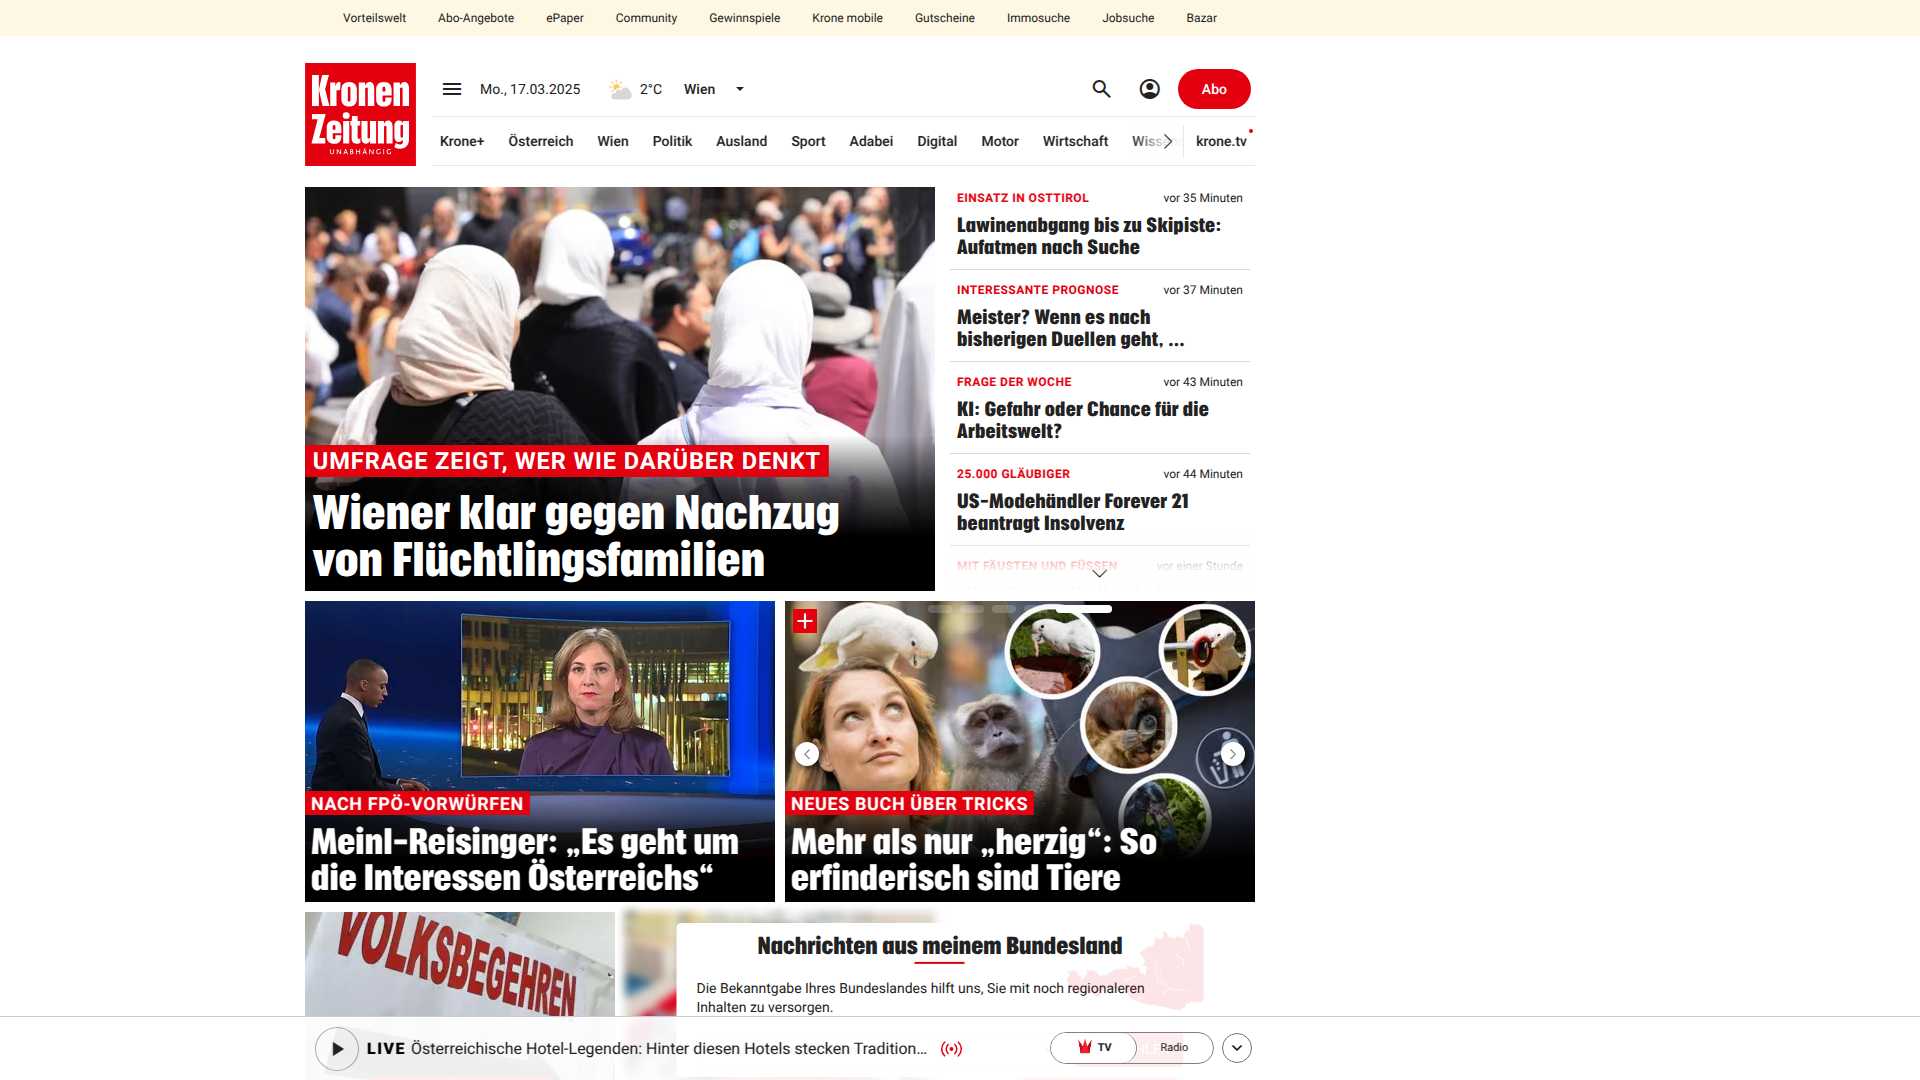 Vorteilswelt Abo-Angebote ePaper Community Gewinnspiele Krone mobile Gutscheine Immosuche Jobsuche Bazar
Kronen
Zeitung
UNABHÄNGIG
Mo., 17.03.2025 2°C Wien
Abo
Krone+ Österreich Wien Politik Ausland Sport Adabei Digital Motor Wirtschaft krone.tv
UMFRAGE ZEIGT, WER WIE DARÜBER DENKT
Wiener klar gegen Nachzug
von Flüchtlingsfamilien
EINSATZ IN OSTTIROL vor 35 Minuten
Lawinenabgang bis zu Skipiste:
Aufatmen nach Suche
INTERESSANTE PROGNOSE vor 37 Minuten
Meister? Wenn es nach
bisherigen Duellen geht, ...
FRAGE DER WOCHE vor 43 Minuten
KI: Gefahr oder Chance für die
Arbeitswelt?
25.000 GLÄUBIGER vor 44 Minuten
US-Modehändler Forever 21
beantragt Insolvenz
MIT FÄUSTEN UND FÜSSEN vor einer Stunde
NACH FPÖ-VORWÜRFEN
Meinl-Reisinger: „Es geht um
die Interessen Österreichs“
NEUES BUCH ÜBER TRICKS
Mehr als nur „herzig“: So
erfinderisch sind Tiere
VOLKSBEGEHREN
Nachrichten aus meinem Bundesland
Die Bekanntgabe Ihres Bundeslandes hilft uns, Sie mit noch regionaleren
Inhalten zu versorgen.
LIVE Österreichische Hotel-Legenden: Hinter diesen Hotels stecken Tradition...
TV Radio